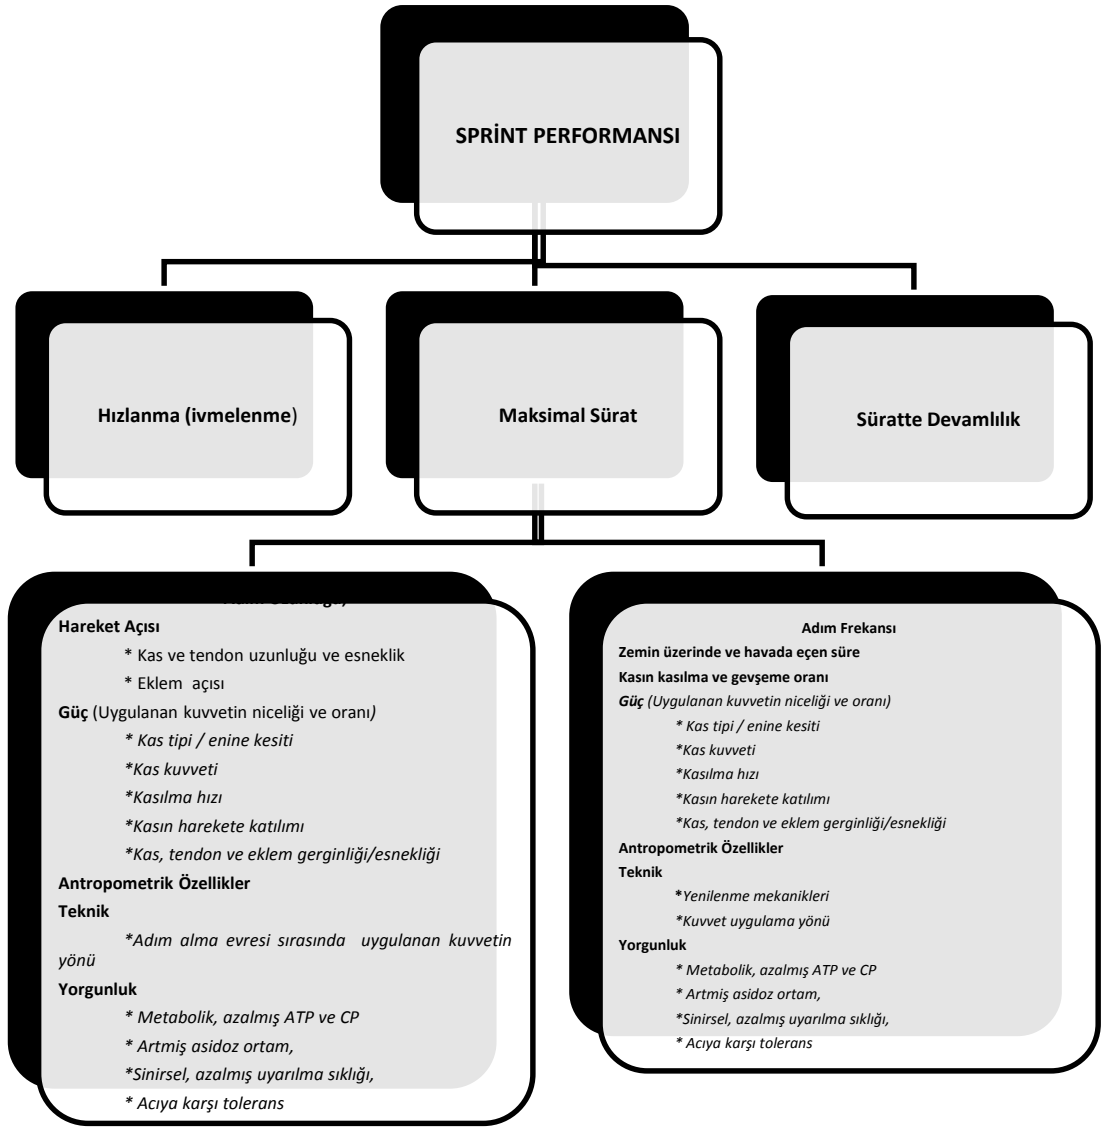 SPRİNT PERFORMANSI
Hızlanma (ivmelenme)
Maksimal Sürat
Süratte Devamlılık
Hareket Açısı
* Kas ve tendon uzunluğu ve esneklik
* Eklem açısı
Güç (Uygulanan kuvvetin niceliği ve oranı)
* Kas tipi / enine kesiti
*Kas kuvveti
*Kasılma hızı
*Kasın harekete katılımı
*Kas, tendon ve eklem gerginliği/esnekliği
Antropometrik Özellikler
Teknik
*Adım alma evresi sırasında uygulanan kuvvetin
yönü
Yorgunluk
* Metabolik, azalmış ATP ve CP
* Artmiş asidoz ortam,
*Sinirsel, azalmış uyarılma sıklığı,
* Acıya karşı tolerans
Adım Frekansı
Zemin üzerinde ve havada eçen süre
Kasın kasılma ve gevşeme oranı
Güç (Uygulanan kuvvetin niceliği ve oranı)
* Kas tipi / enine kesiti
*Kas kuvveti
*Kasılma hızı
*Kasın harekete katılımı
*Kas, tendon ve eklem gerginliği/esnekliği
Antropometrik Özellikler
Teknik
*Yenilenme mekanikleri
*Kuvvet uygulama yönü
Yorgunluk
* Metabolik, azalmış ATP ve CP
* Artmiş asidoz ortam,
*Sinirsel, azalmış uyarılma sıklığı,
* Acıya karşı tolerans